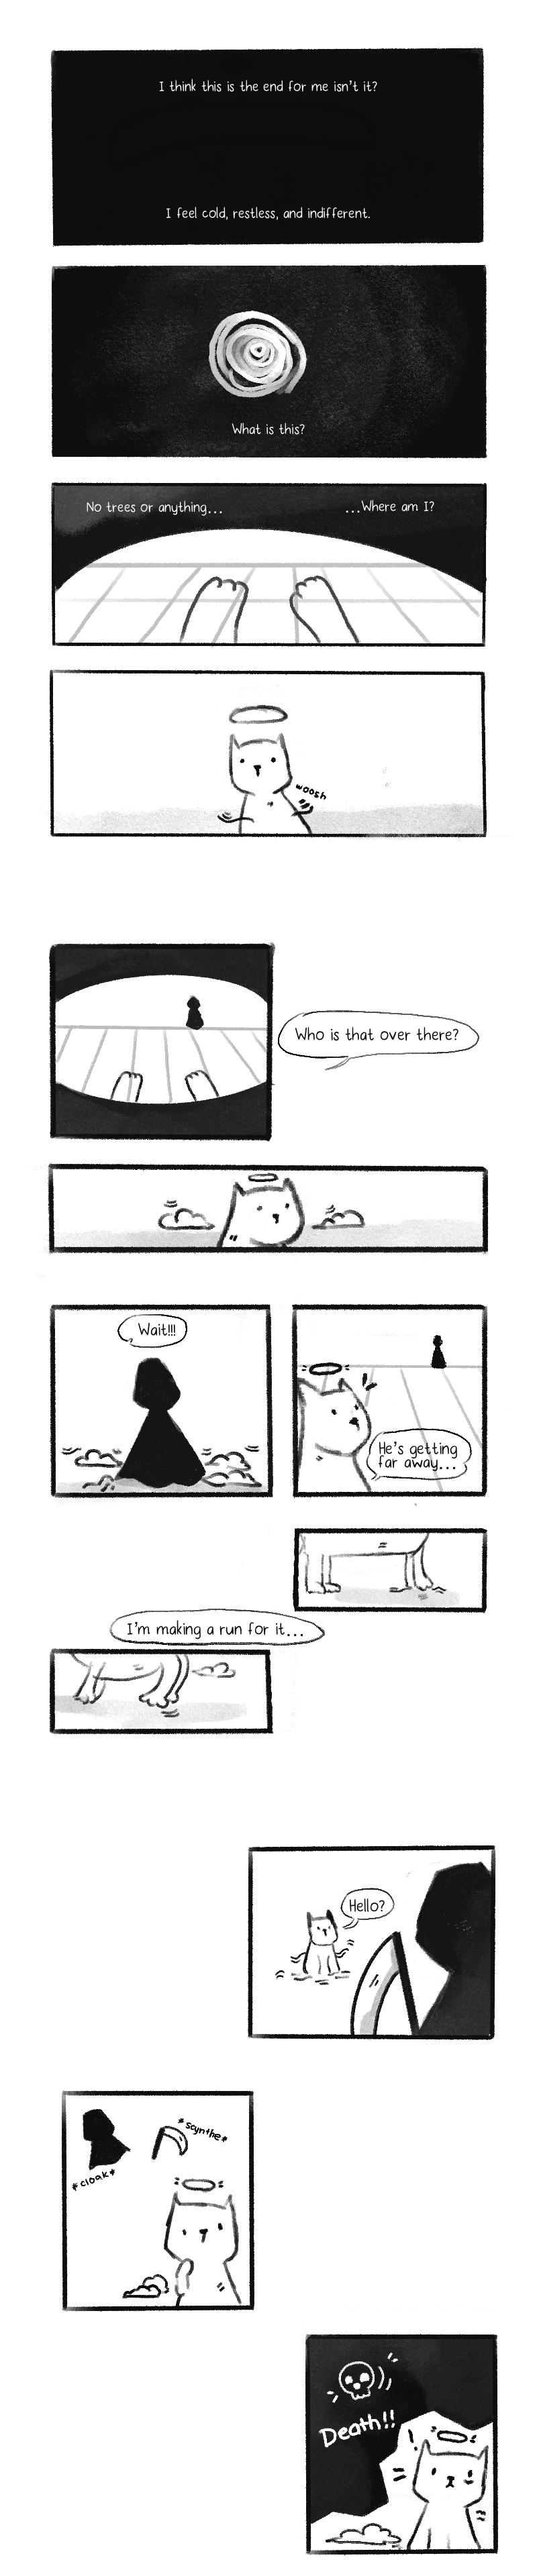 I think this is the end for me isn't it?
I feel cold, restless, and indifferent.
What is this?
No trees or anything...
...Where am I?
woosh
Who is that over there?
Wait!!!
He's getting
far away...
I'm making a run for it...
Hello?
*scynthe*
*cloak*
!
Death!!